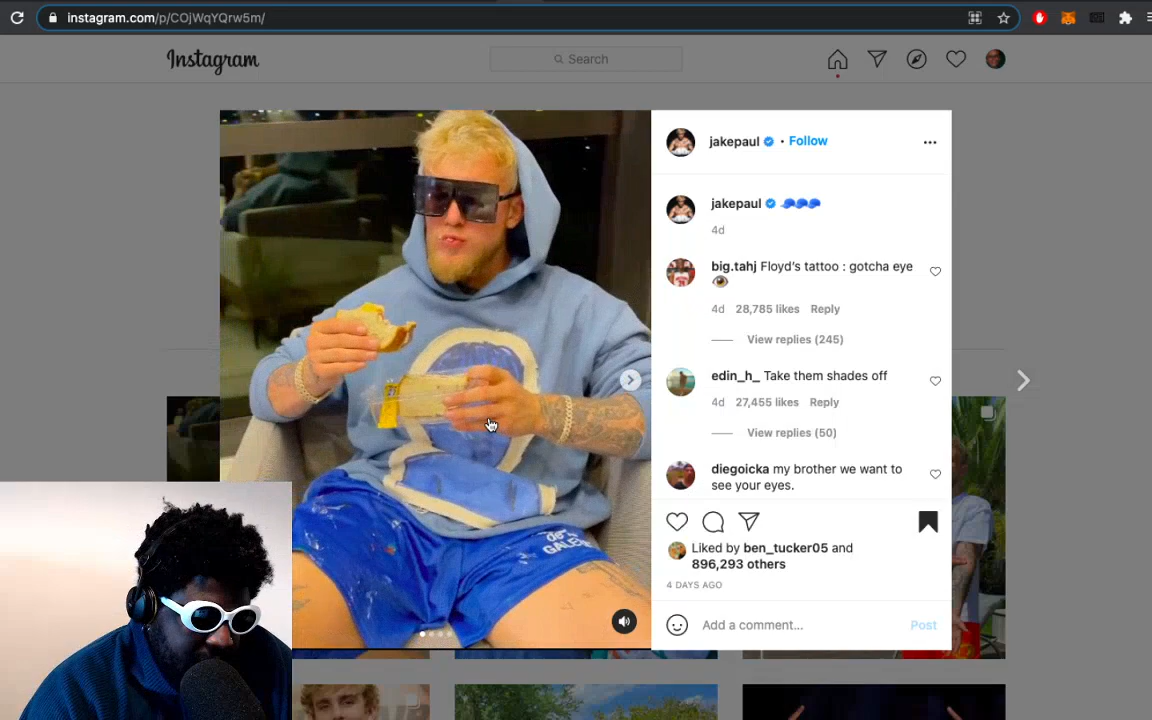 instagram.com/p/COjWqYQrw5m/
Instagram
Search
jakepaul • Follow
jakepaul 🧢🧢🧢
4d
big.tahj Floyd's tattoo : gotcha eye
👁
4d 28,785 likes Reply
View replies (245)
edin_h_ Take them shades off
4d 27,455 likes Reply
View replies (50)
diegoicka my brother we want to
see your eyes.
Liked by ben_tucker05 and
896,293 others
4 DAYS AGO
Add a comment... Post